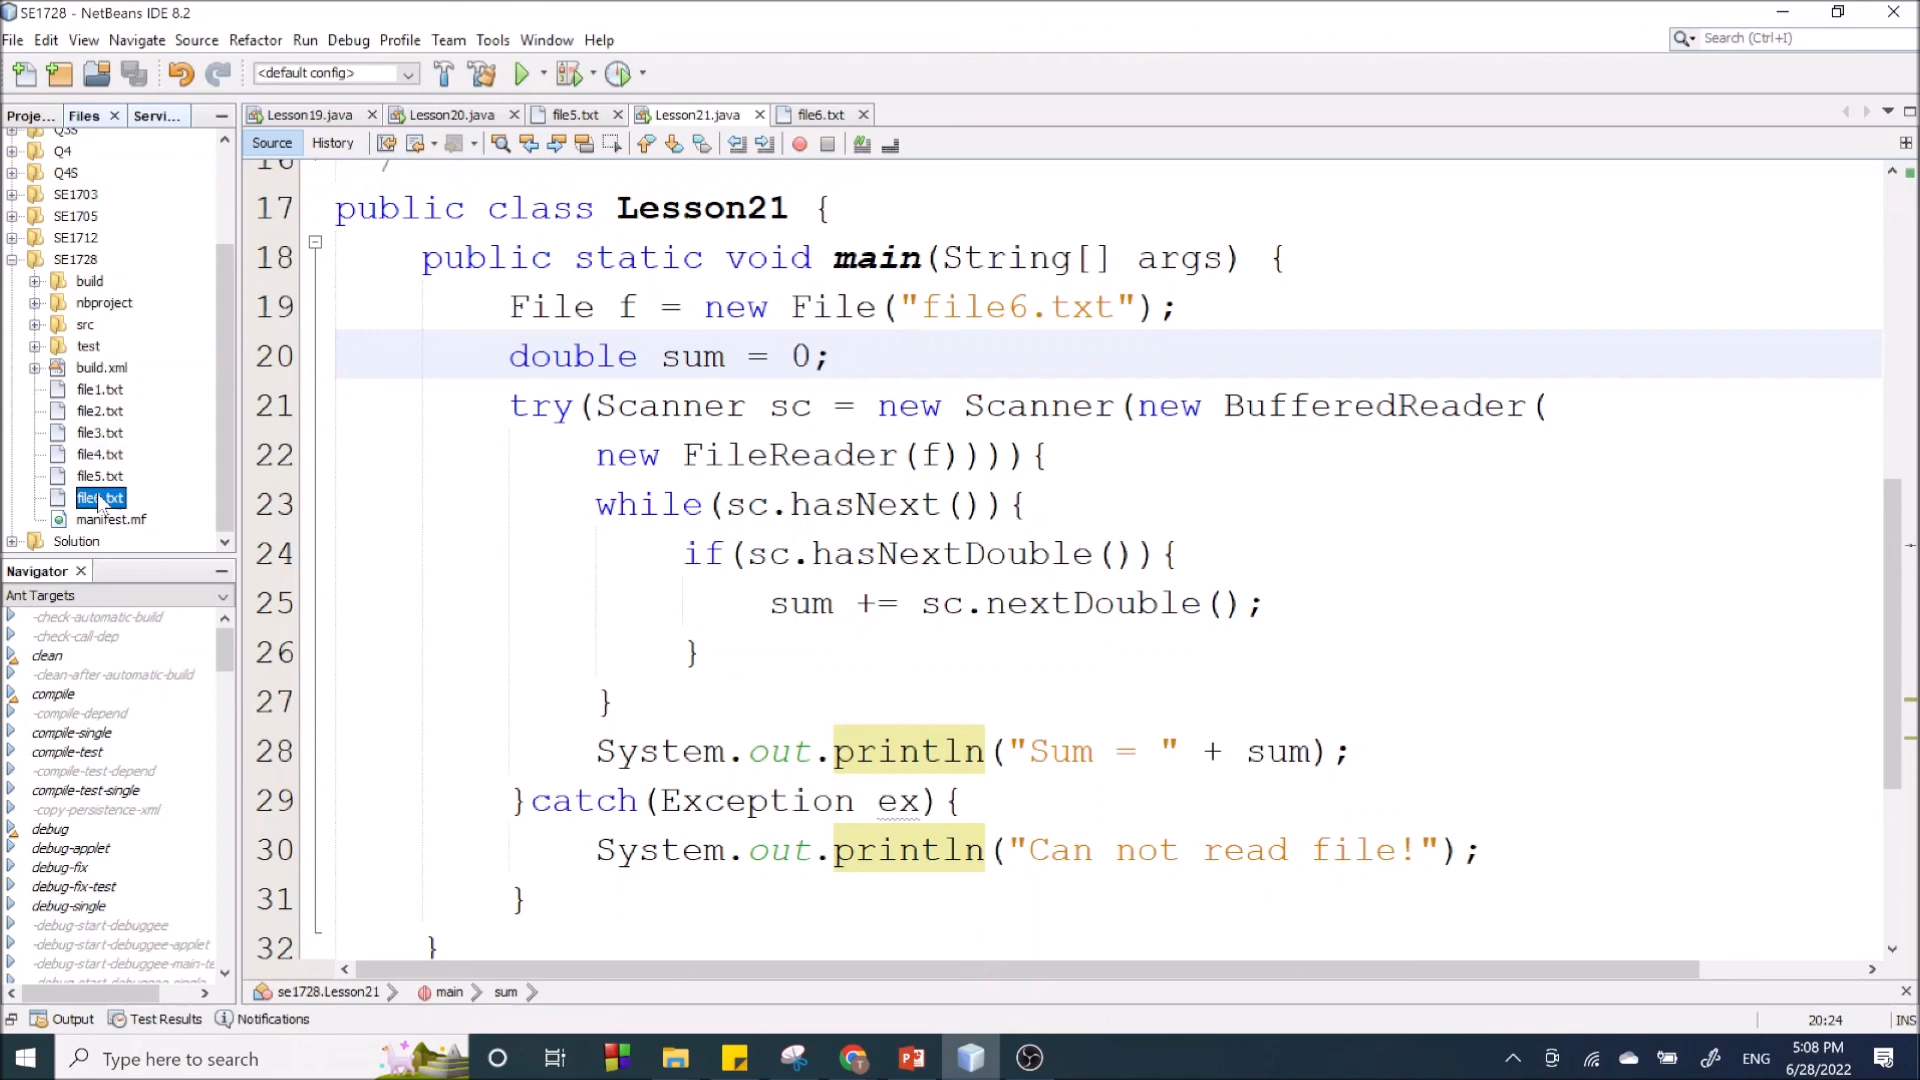 SE1728 - NetBeans IDE 8.2
File Edit View Navigate Source Refactor Run Debug Profile Team Tools Window Help
Search (Ctrl+I)
<default config>
Proje... Files Servi...
Lesson19.java Lesson20.java file5.txt Lesson21.java file6.txt
Source History
Q3S
Q4
Q4S
SE1703
SE1705
SE1712
SE1728
build
nbproject
src
test
build.xml
file1.txt
file2.txt
file3.txt
file4.txt
file5.txt
file6.txt
manifest.mf
Solution
Navigator
Ant Targets
-check-automatic-build
-check-call-dep
clean
-clean-after-automatic-build
compile
-compile-depend
compile-single
compile-test
-compile-test-depend
compile-test-single
-copy-persistence-xml
debug
debug-applet
debug-fix
debug-fix-test
debug-single
-debug-start-debuggee
-debug-start-debuggee-applet
-debug-start-debuggee-main-te
16 */
17 public class Lesson21 {
18 public static void main(String[] args) {
19 File f = new File("file6.txt");
20 double sum = 0;
21 try(Scanner sc = new Scanner(new BufferedReader(
22 new FileReader(f)))){
23 while(sc.hasNext()){
24 if(sc.hasNextDouble()){
25 sum += sc.nextDouble();
26 }
27 }
28 System.out.println("Sum = " + sum);
29 }catch(Exception ex){
30 System.out.println("Can not read file!");
31 }
32 }
se1728.Lesson21 main sum
Output Test Results Notifications
20:24 INS
Type here to search
ENG
5:08 PM
6/28/2022